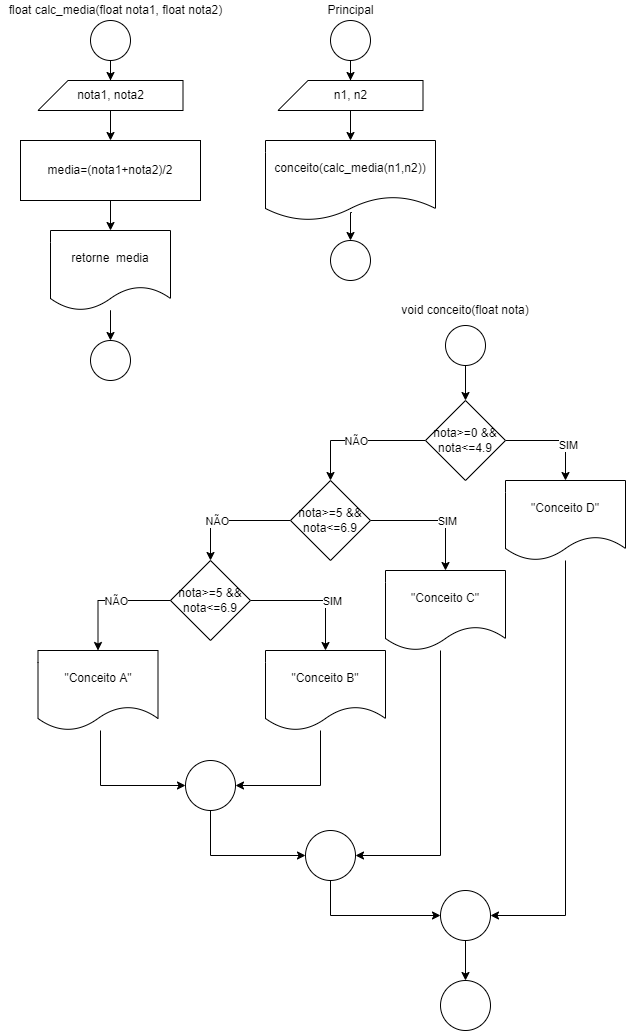 float calc_media(float nota1, float nota2)
nota1, nota2
media=(nota1+nota2)/2
retorne  media
Principal
n1, n2
conceito(calc_media(n1,n2))
void conceito(float nota)
nota>=0 &&
nota<=4.9
NÃO
SIM
"Conceito D"
nota>=5 &&
nota<=6.9
NÃO
SIM
"Conceito C"
nota>=5 &&
nota<=6.9
NÃO
SIM
"Conceito A"
"Conceito B"